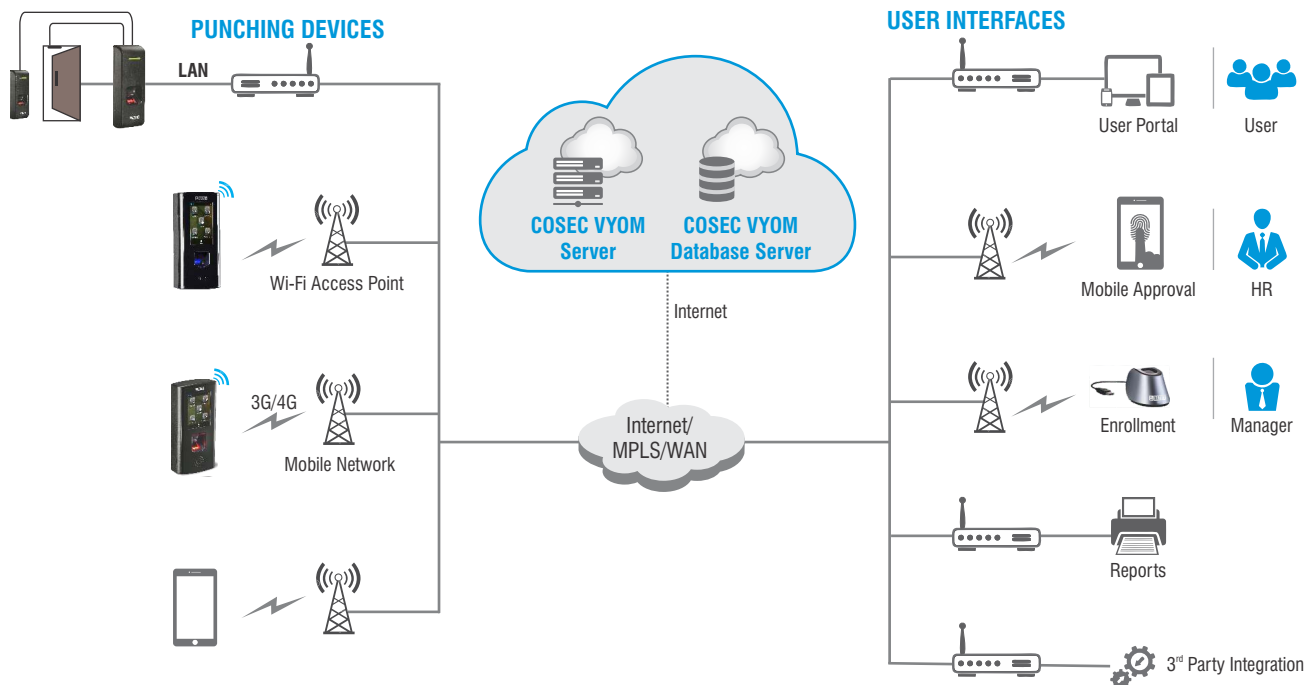 PUNCHING DEVICES
LAN
Wi-Fi Access Point
3G/4G
Mobile Network
COSEC VYOM
Server
COSEC VYOM
Database Server
Internet
Internet/
MPLS/WAN
USER INTERFACES
User Portal
User
Mobile Approval
HR
Enrollment
Manager
Reports
3rd Party Integration